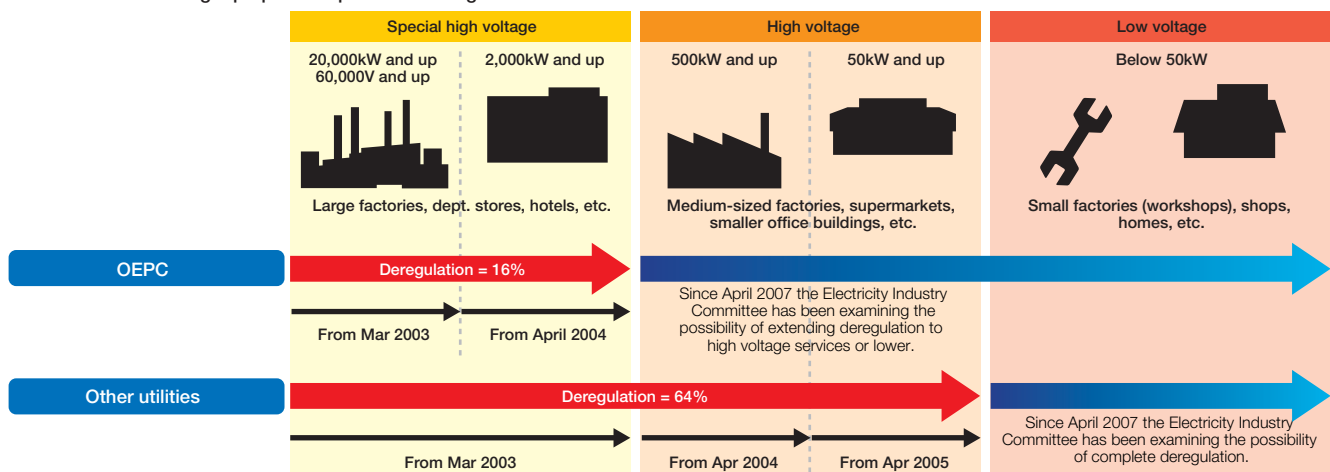 Special high voltage
High voltage
Low voltage
20,000kW and up
60,000V and up
2,000kW and up
500kW and up
50kW and up
Below 50kW
Large factories, dept. stores, hotels, etc.
Medium-sized factories, supermarkets,
smaller office buildings, etc.
Small factories (workshops), shops,
homes, etc.
OEPC
Deregulation = 16%
Since April 2007 the Electricity Industry
Committee has been examining the
possibility of extending deregulation to
high voltage services or lower.
From Mar 2003
From April 2004
Other utilities
Deregulation = 64%
Since April 2007 the Electricity Industry
Committee has been examining the possibility
of complete deregulation.
From Mar 2003
From Apr 2004
From Apr 2005